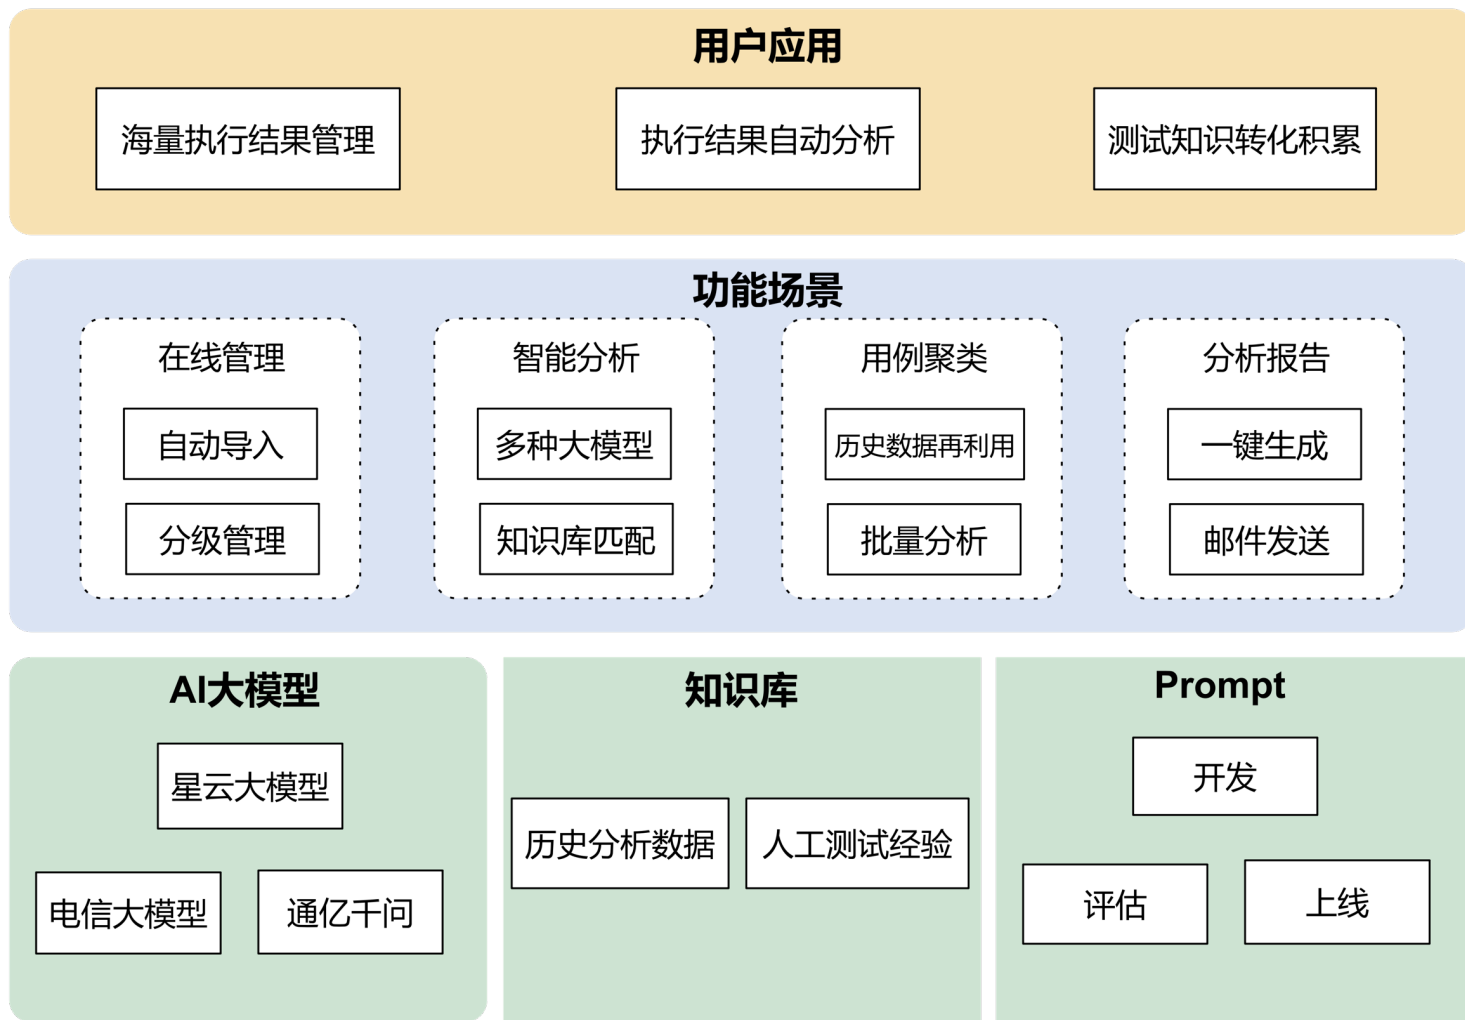 用户应用
海量执行结果管理
执行结果自动分析
测试知识转化积累
功能场景
在线管理
自动导入
分级管理
智能分析
多种大模型
知识库匹配
用例聚类
历史数据再利用
批量分析
分析报告
一键生成
邮件发送
AI大模型
星云大模型
电信大模型
通亿千问
知识库
历史分析数据
人工测试经验
Prompt
开发
评估
上线